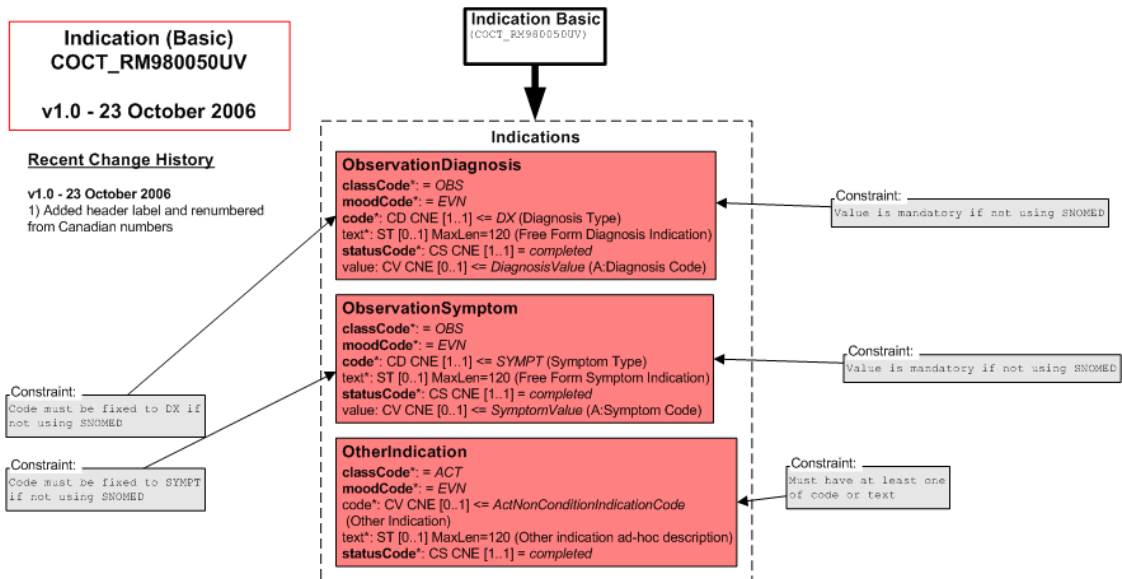 Indication (Basic)
COCT_RM980050UV
v1.0 - 23 October 2006
Recent Change History
v1.0 - 23 October 2006
1) Added header label and renumbered
from Canadian numbers
Indication Basic
(COCT_RM980050UV)
Indications
ObservationDiagnosis
classCode*: = OBS
moodCode*: = EVN
code*: CD CNE [1..1] <= DX (Diagnosis Type)
text*: ST [0..1] MaxLen=120 (Free Form Diagnosis Indication)
statusCode*: CS CNE [1..1] = completed
value: CV CNE [0..1] <= DiagnosisValue (A:Diagnosis Code)
Constraint:
Value is mandatory if not using SNOMED
ObservationSymptom
classCode*: = OBS
moodCode*: = EVN
code*: CD CNE [1..1] <= SYMPT (Symptom Type)
text*: ST [0..1] MaxLen=120 (Free Form Symptom Indication)
statusCode*: CS CNE [1..1] = completed
value: CV CNE [0..1] <= SymptomValue (A:Symptom Code)
Constraint:
Value is mandatory if not using SNOMED
Constraint:
Code must be fixed to DX if
not using SNOMED
Constraint:
Code must be fixed to SYMPT
if not using SNOMED
OtherIndication
classCode*: = ACT
moodCode*: = EVN
code*: CV CNE [0..1] <= ActNonConditionIndicationCode
(Other Indication)
text*: ST [0..1] MaxLen=120 (Other indication ad-hoc description)
statusCode*: CS CNE [1..1] = completed
Constraint:
Must have at least one
of code or text